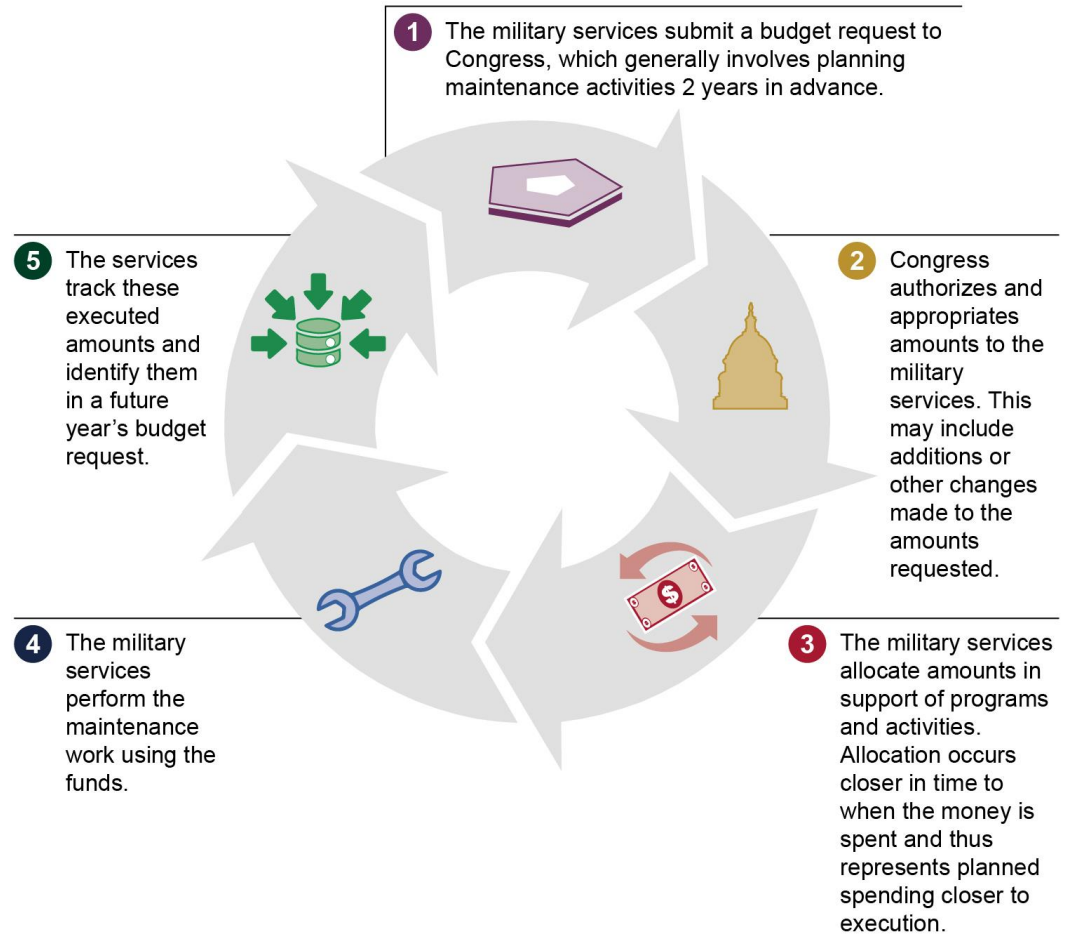 1 The military services submit a budget request to
Congress, which generally involves planning
maintenance activities 2 years in advance.
2 Congress
authorizes and
appropriates
amounts to the
military
services. This
may include
additions or
other changes
made to the
amounts
requested.
3 The military services
allocate amounts in
support of programs
and activities.
Allocation occurs
closer in time to
when the money is
spent and thus
represents planned
spending closer to
execution.
4 The military
services
perform the
maintenance
work using the
funds.
5 The services
track these
executed
amounts and
identify them
in a future
year’s budget
request.
$